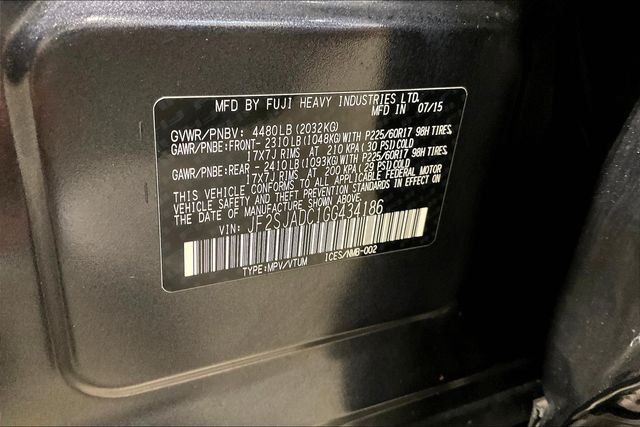 MFD BY FUJI HEAVY INDUSTRIES LTD.
MFD IN 07/15
GVWR/PNBV: 4480LB(2032KG)
GAWR/PNBE:FRONT-2310LB(1048KG)WITH P225/60R17 98H TIRES,
17X7J RIMS AT 210 KPA(30 PSI)COLD
GAWR/PNBE:REAR -2410LB(1093KG)WITH P225/60R17 98H TIRES,
17X7J RIMS AT 200 KPA(29 PSI)COLD
THIS VEHICLE CONFORMS TO ALL APPLICABLE FEDERAL MOTOR
VEHICLE SAFETY AND THEFT PREVENTION STANDARDS IN EFFECT ON
THE DATE OF MANUFACTURE SHOWN ABOVE.
VIN: JF2SJADC1GG434186
TYPE:MPV/VTUM ICES/NMB-002